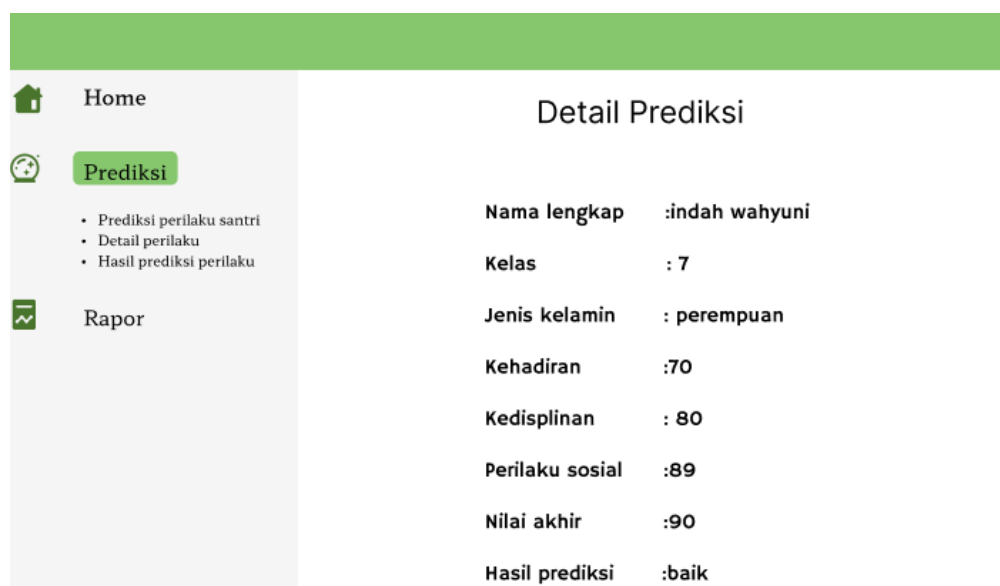 Home
Prediksi
• Prediksi perilaku santri
• Detail perilaku
• Hasil prediksi perilaku
Rapor
Detail Prediksi
Nama lengkap :indah wahyuni
Kelas : 7
Jenis kelamin : perempuan
Kehadiran :70
Kedisplinan : 80
Perilaku sosial :89
Nilai akhir :90
Hasil prediksi :baik